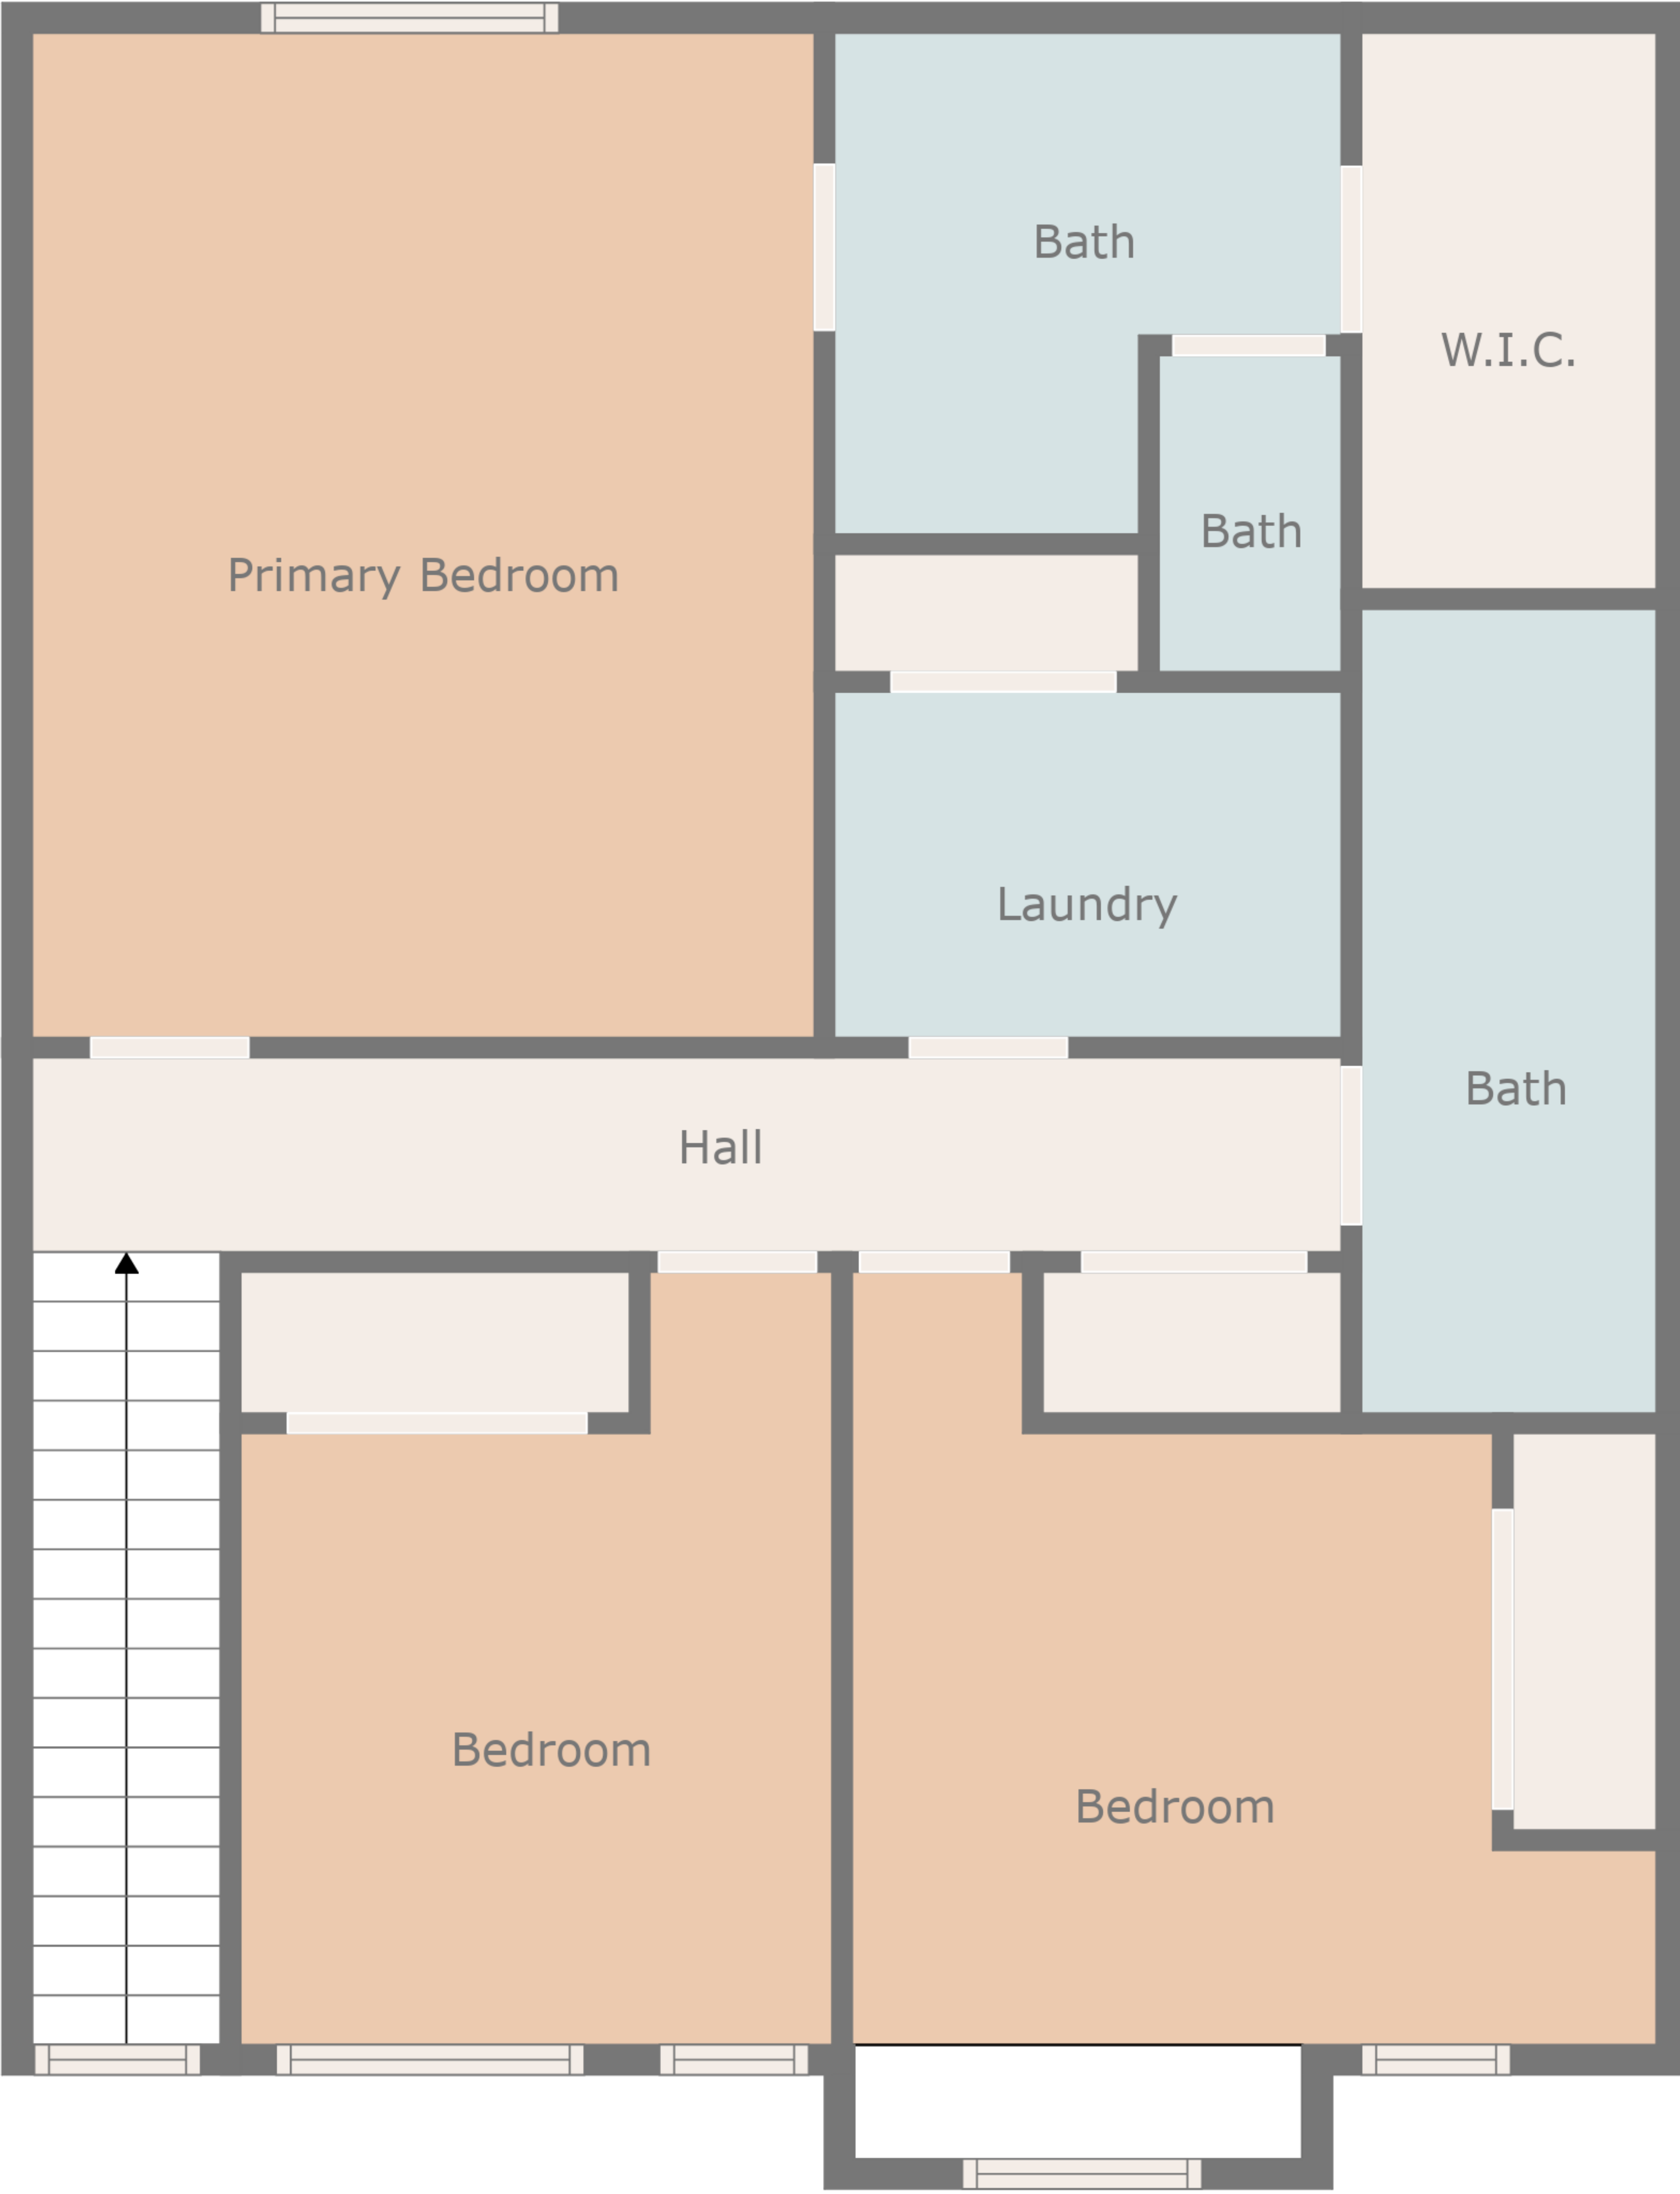 Bath
W.I.C.
Bath
Primary Bedroom
Laundry
Bath
Hall
Bedroom
Bedroom